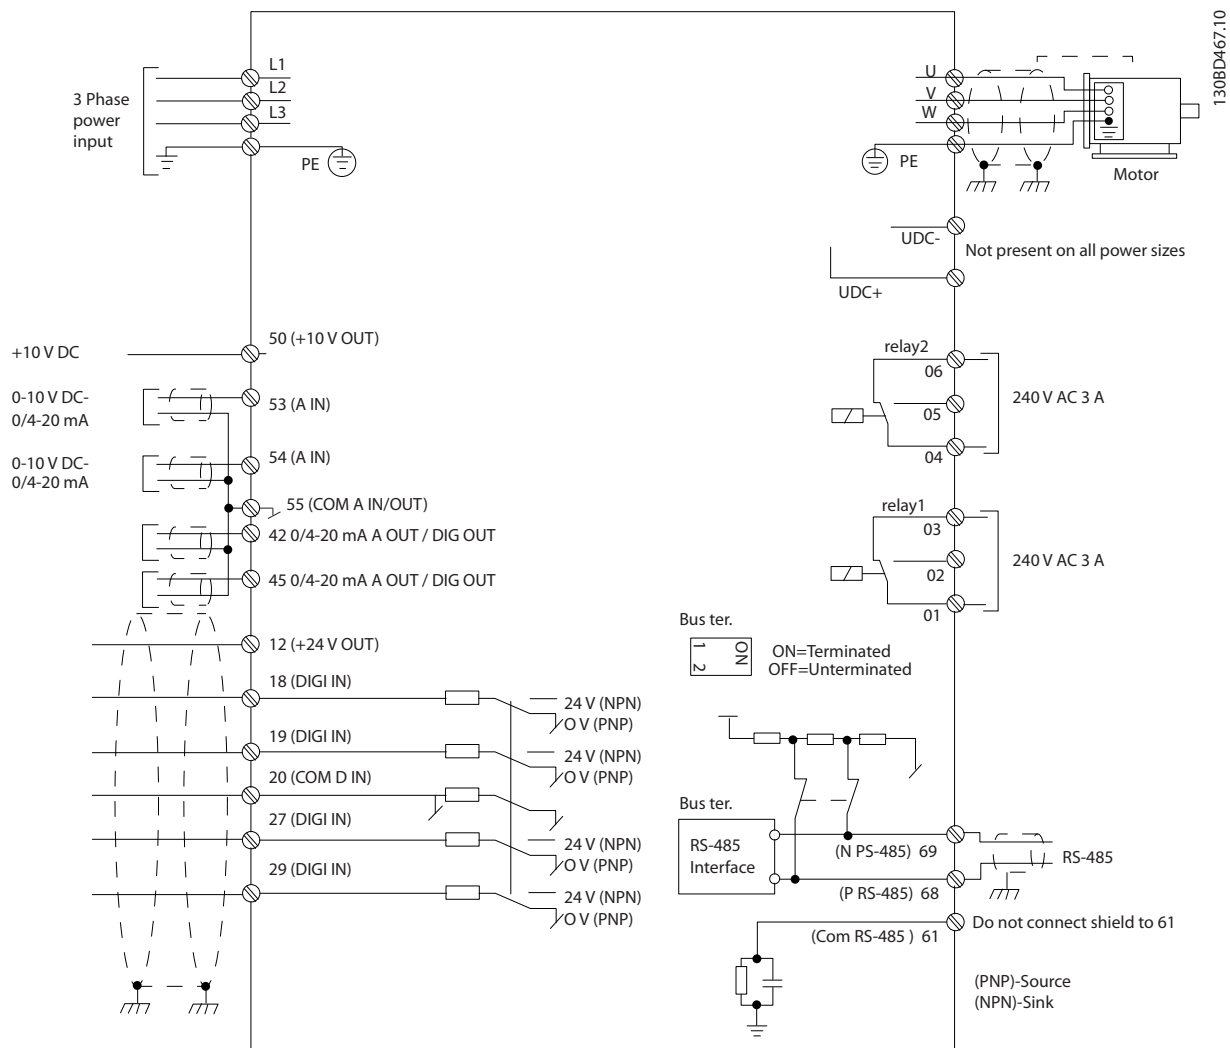 130BD467.10
3 Phase
power
input
L1
L2
L3
PE
U
V
W
PE
Motor
UDC-
Not present on all power sizes
UDC+
+10 V DC
50 (+10 V OUT)
0-10 V DC-
0/4-20 mA
53 (A IN)
0-10 V DC-
0/4-20 mA
54 (A IN)
55 (COM A IN/OUT)
42 0/4-20 mA A OUT / DIG OUT
45 0/4-20 mA A OUT / DIG OUT
12 (+24 V OUT)
18 (DIGI IN)
24 V (NPN)
O V (PNP)
19 (DIGI IN)
24 V (NPN)
O V (PNP)
20 (COM D IN)
27 (DIGI IN)
24 V (NPN)
O V (PNP)
29 (DIGI IN)
24 V (NPN)
O V (PNP)
relay2
06
05
04
240 V AC 3 A
relay1
03
02
01
240 V AC 3 A
Bus ter.
1 2
ON
ON=Terminated
OFF=Unterminated
Bus ter.
RS-485
Interface
(N PS-485) 69
RS-485
(P RS-485) 68
(Com RS-485 ) 61
Do not connect shield to 61
(PNP)-Source
(NPN)-Sink